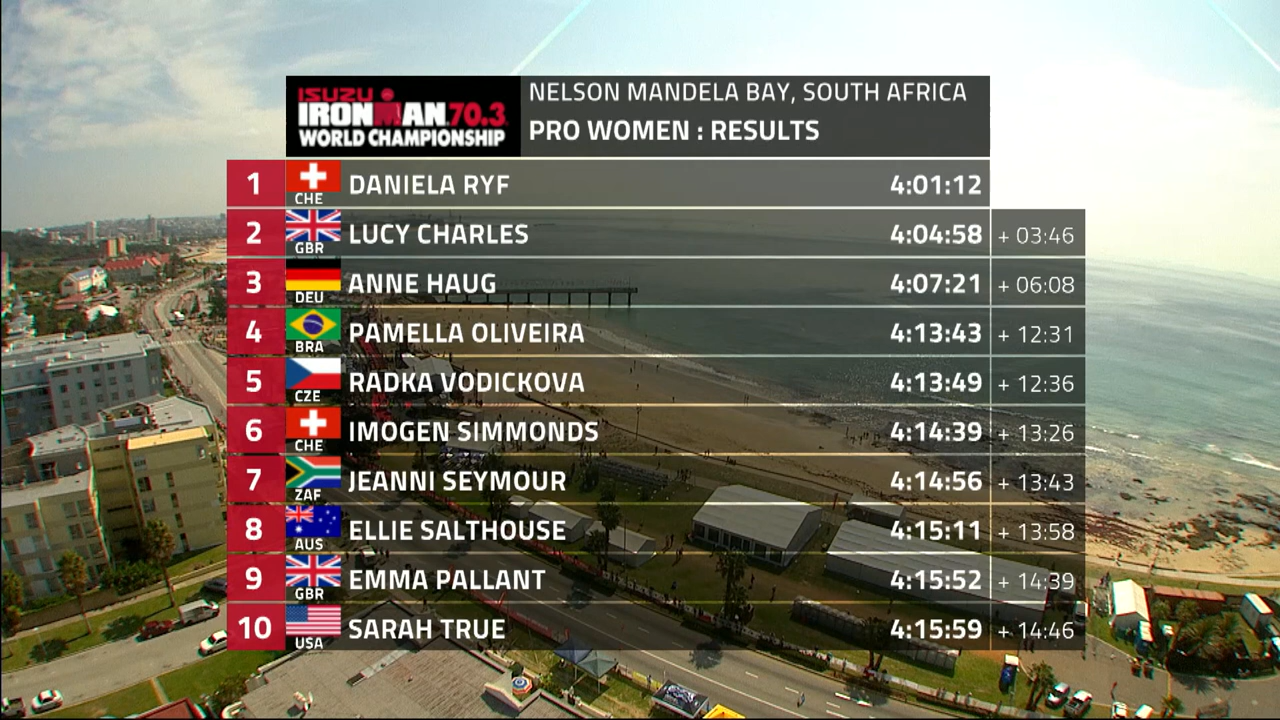 ISUZU
IRONMAN 70.3
WORLD CHAMPIONSHIP
NELSON MANDELA BAY, SOUTH AFRICA
PRO WOMEN : RESULTS
1 CHE DANIELA RYF 4:01:12
2 GBR LUCY CHARLES 4:04:58 + 03:46
3 DEU ANNE HAUG 4:07:21 + 06:08
4 BRA PAMELLA OLIVEIRA 4:13:43 + 12:31
5 CZE RADKA VODICKOVA 4:13:49 + 12:36
6 CHE IMOGEN SIMMONDS 4:14:39 + 13:26
7 ZAF JEANNI SEYMOUR 4:14:56 + 13:43
8 AUS ELLIE SALTHOUSE 4:15:11 + 13:58
9 GBR EMMA PALLANT 4:15:52 + 14:39
10 USA SARAH TRUE 4:15:59 + 14:46